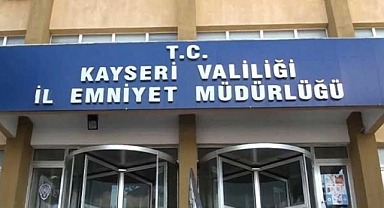 T.C.
KAYSERİ VALİLİĞİ
İL EMNİYET MÜDÜRLÜĞÜ